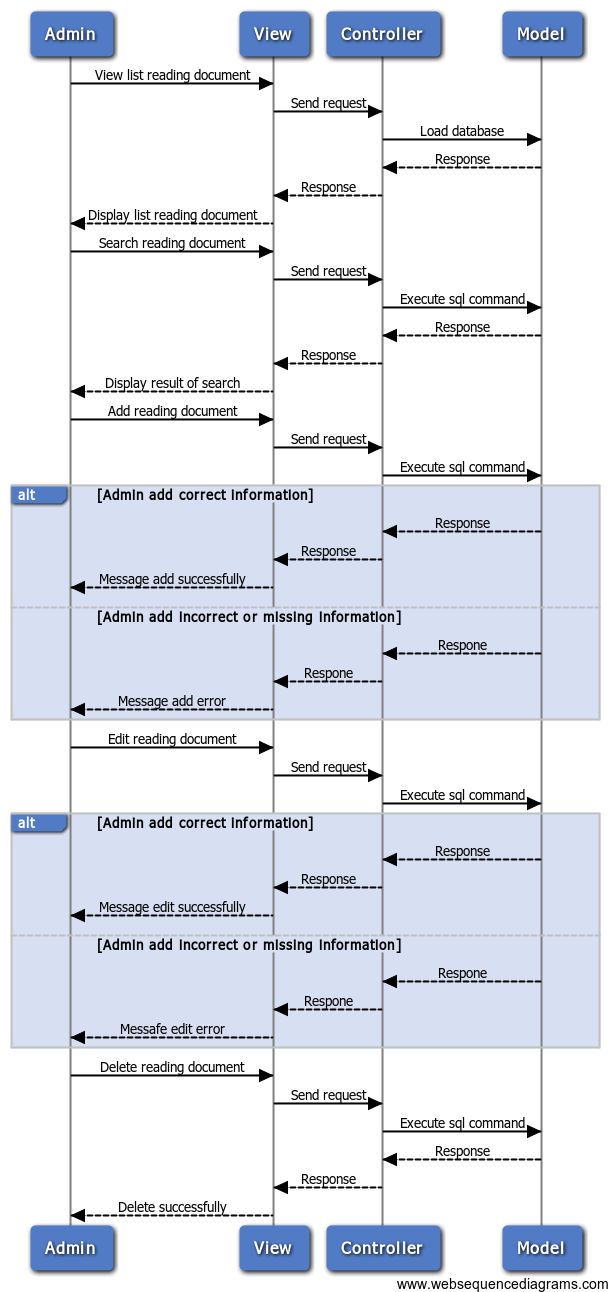 Admin View Controller Model
View list reading document
Send request
Load database
Response
Response
Display list reading document
Search reading document
Send request
Execute sql command
Response
Response
Display result of search
Add reading document
Send request
Execute sql command
alt [Admin add correct information]
Response
Response
Message add successfully
[Admin add incorrect or missing information]
Respone
Respone
Message add error
Edit reading document
Send request
Execute sql command
alt [Admin add correct information]
Response
Response
Message edit successfully
[Admin add incorrect or missing information]
Respone
Respone
Messafe edit error
Delete reading document
Send request
Execute sql command
Response
Response
Delete successfully
Admin View Controller Model
www.websequencediagrams.com